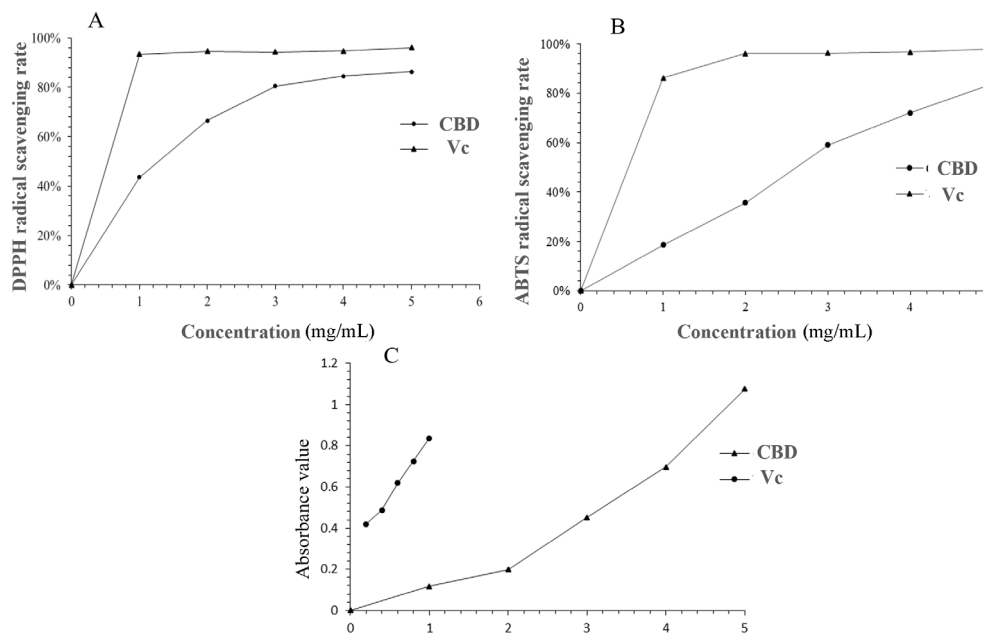 A
DPPH radical scavenging rate
100%
80%
60%
40%
20%
0%
0 1 2 3 4 5 6
Concentration (mg/mL)
CBD
Vc
B
ABTS radical scavenging rate
100%
80%
60%
40%
20%
0%
0 1 2 3 4
Concentration (mg/mL)
CBD
Vc
C
Absorbance value
1.2
1
0.8
0.6
0.4
0.2
0
0 1 2 3 4 5
CBD
Vc